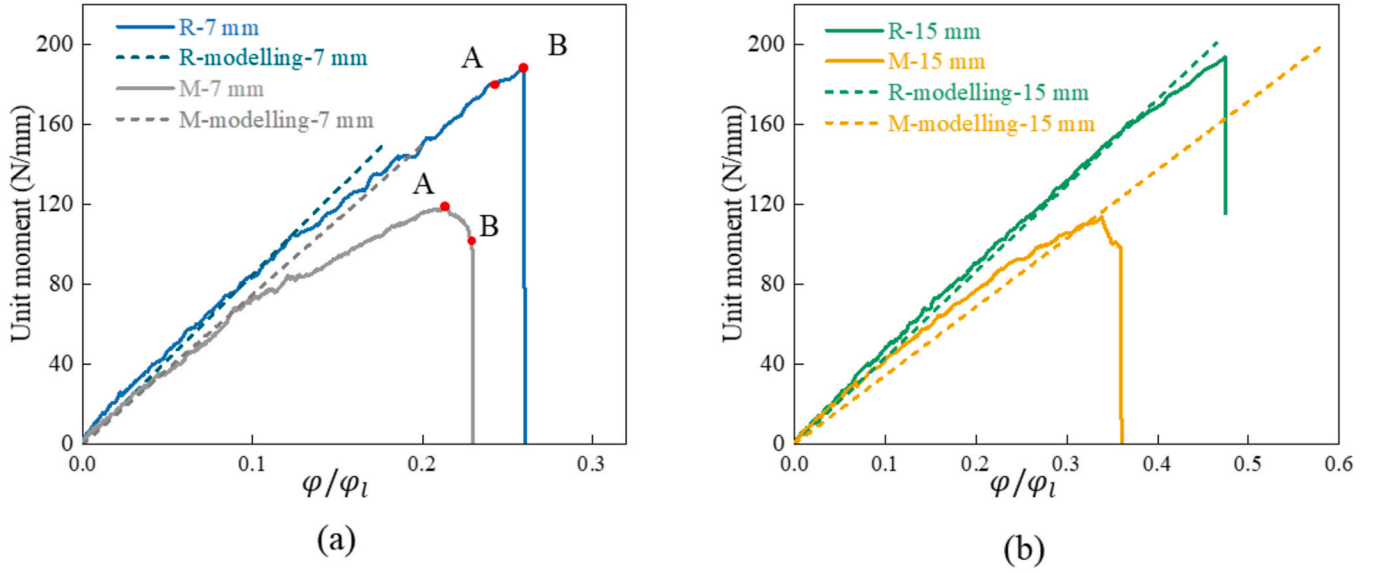 R-7 mm
R-modelling-7 mm
M-7 mm
M-modelling-7 mm
A
B
A
B
200
160
120
80
40
0
Unit moment (N/mm)
0.0
0.1
0.2
0.3
φ/φₗ
(a)
R-15 mm
M-15 mm
R-modelling-15 mm
M-modelling-15 mm
200
160
120
80
40
0
Unit moment (N/mm)
0.0
0.1
0.2
0.3
0.4
0.5
0.6
φ/φₗ
(b)